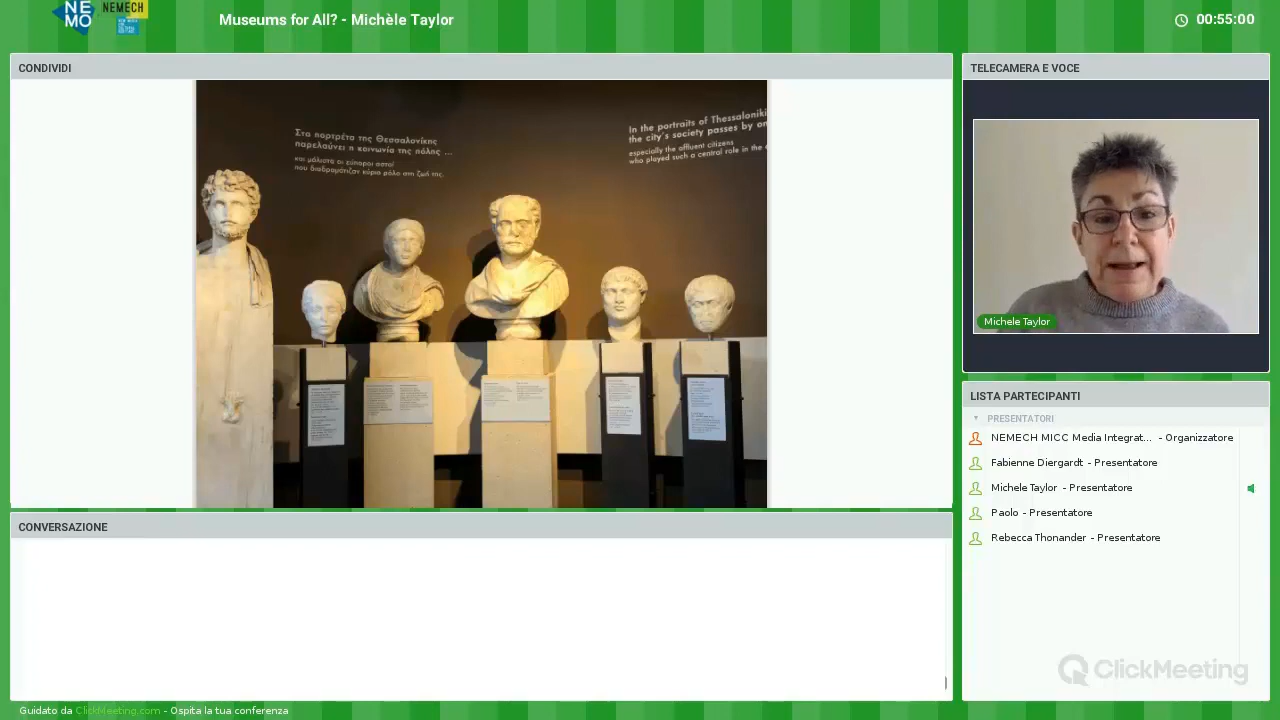 NE
MO
NEMECH
Museums for All? - Michèle Taylor
00:55:00
CONDIVIDI
Στα πορτρέτα της Θεσσαλονίκης
παρελαύνει η κοινωνία της πόλης ...
και μάλιστα οι εύποροι αστοί
που διαδραμάτιζαν κύριο ρόλο στη ζωή της.
In the portraits of Thessaloniki
the city's society passes by
especially the affluent citizens
who played such a central role in the
TELECAMERA E VOCE
Michele Taylor
LISTA PARTECIPANTI
PRESENTATORI
NEMECH MICC Media Integrat... - Organizzatore
Fabienne Diergardt - Presentatore
Michele Taylor - Presentatore
Paolo - Presentatore
Rebecca Thonander - Presentatore
CONVERSAZIONE
ClickMeeting
Guidato da ClickMeeting.com - Ospita la tua conferenza